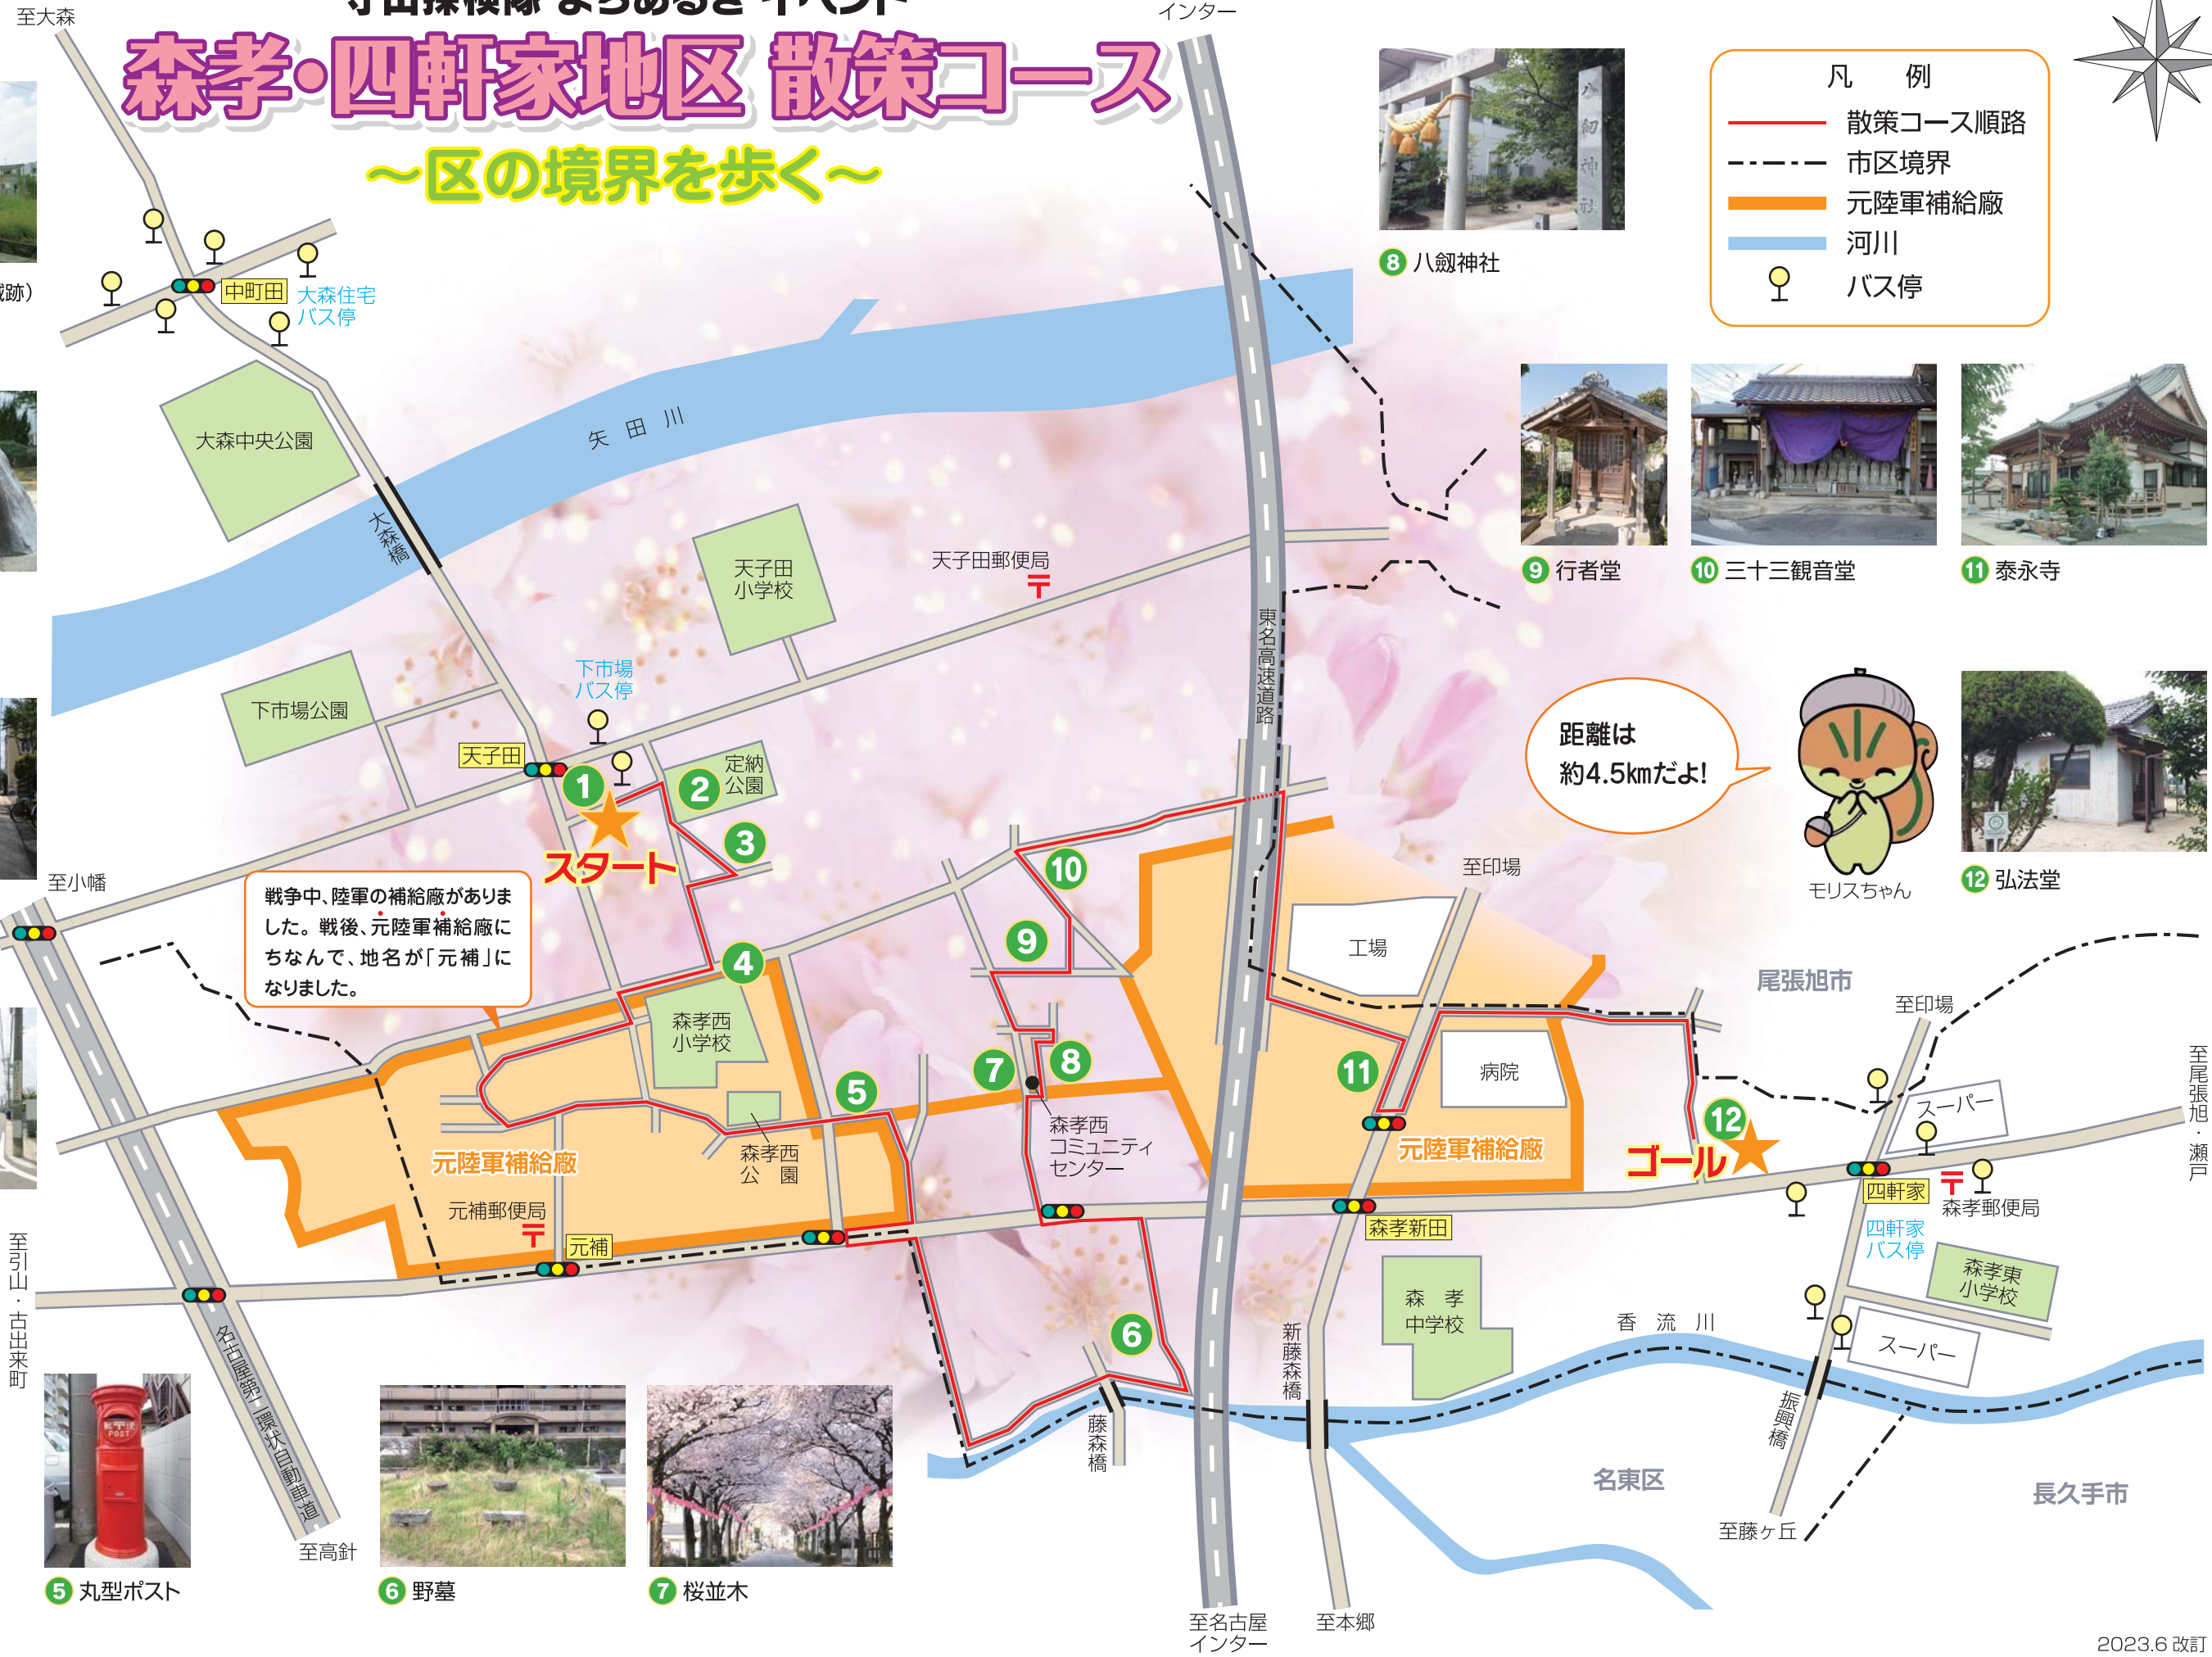 至大森
守山探検隊 まちあるき イベント
森孝・四軒家地区 散策コース
～区の境界を歩く～
インター
八劔神社
8 八劔神社
凡 例
散策コース順路
市区境界
元陸軍補給廠
河川
バス停
跡）
中町田
大森住宅
バス停
大森中央公園
矢田川
大森橋
天子田
小学校
天子田郵便局
東名高速道路
9 行者堂
10 三十三観音堂
11 泰永寺
下市場
バス停
下市場公園
天子田
1
2
定納
公園
3
スタート
距離は
約4.5kmだよ!
モリスちゃん
12 弘法堂
至小幡
戦争中、陸軍の補給廠がありま
した。戦後、元陸軍補給廠に
ちなんで、地名が「元補」に
なりました。
4
10
9
至印場
工場
尾張旭市
至印場
森孝西
小学校
5
7
8
11
病院
12
スーパー
至尾張旭・瀬戸
森孝西
公園
森孝西
コミュニティ
センター
元陸軍補給廠
元陸軍補給廠
ゴール
元補郵便局
元補
森孝新田
四軒家
森孝郵便局
四軒家
バス停
至引山・古出来町
名古屋第二環状自動車道
6
森孝
中学校
森孝東
小学校
香流川
スーパー
新藤森橋
藤森橋
振興橋
名東区
長久手市
至藤ヶ丘
至高針
郵便
POST
5 丸型ポスト
6 野墓
7 桜並木
至名古屋
インター
至本郷
2023.6 改訂